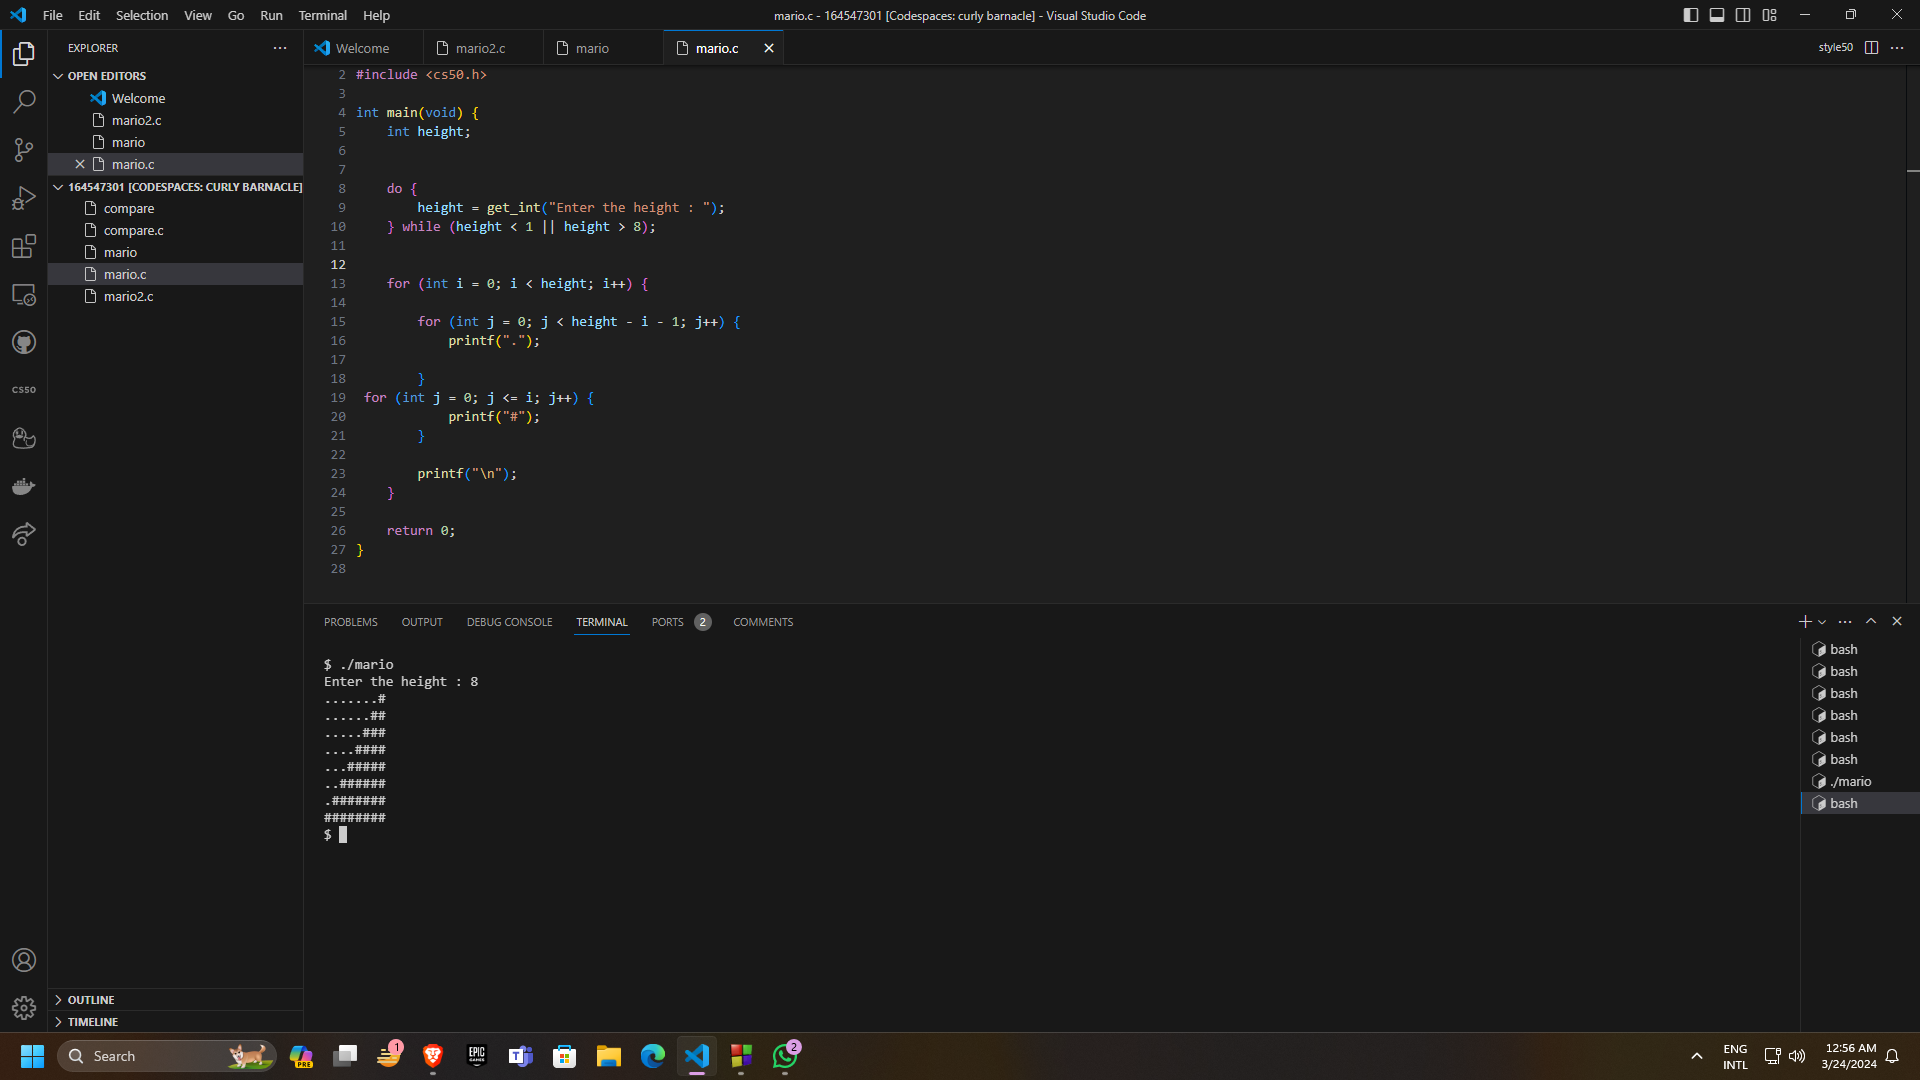 File Edit Selection View Go Run Terminal Help
mario.c - 164547301 [Codespaces: curly barnacle] - Visual Studio Code
EXPLORER
Welcome mario2.c mario mario.c
style50
OPEN EDITORS
Welcome
mario2.c
mario
mario.c
164547301 [CODESPACES: CURLY BARNACLE]
compare
compare.c
mario
mario.c
mario2.c
CS50
OUTLINE
TIMELINE
2 #include <cs50.h>
3
4 int main(void) {
5     int height;
6
7
8     do {
9         height = get_int("Enter the height : ");
10     } while (height < 1 || height > 8);
11
12
13     for (int i = 0; i < height; i++) {
14
15         for (int j = 0; j < height - i - 1; j++) {
16             printf(".");
17
18         }
19  for (int j = 0; j <= i; j++) {
20             printf("#");
21         }
22
23         printf("\n");
24     }
25
26     return 0;
27 }
28
PROBLEMS OUTPUT DEBUG CONSOLE TERMINAL PORTS 2 COMMENTS
$ ./mario
Enter the height : 8
.......#
......##
.....###
....####
...#####
..######
.#######
########
$
bash
bash
bash
bash
bash
bash
./mario
bash
Search
PRE
1
EPIC
GAMES
2
ENG
INTL
12:56 AM
3/24/2024